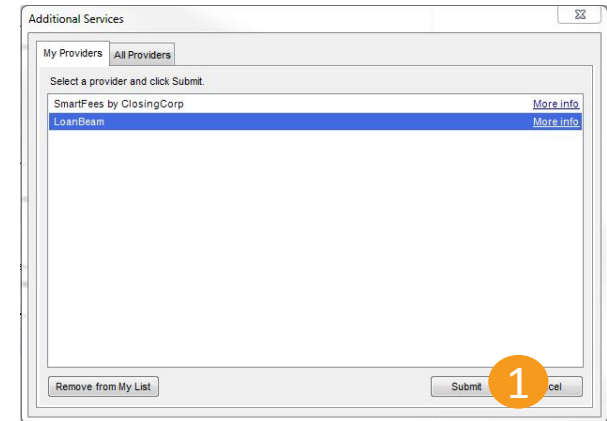 Additional Services
My Providers All Providers
Select a provider and click Submit.
SmartFees by ClosingCorp More info
LoanBeam More info
Remove from My List Submit 1 cel